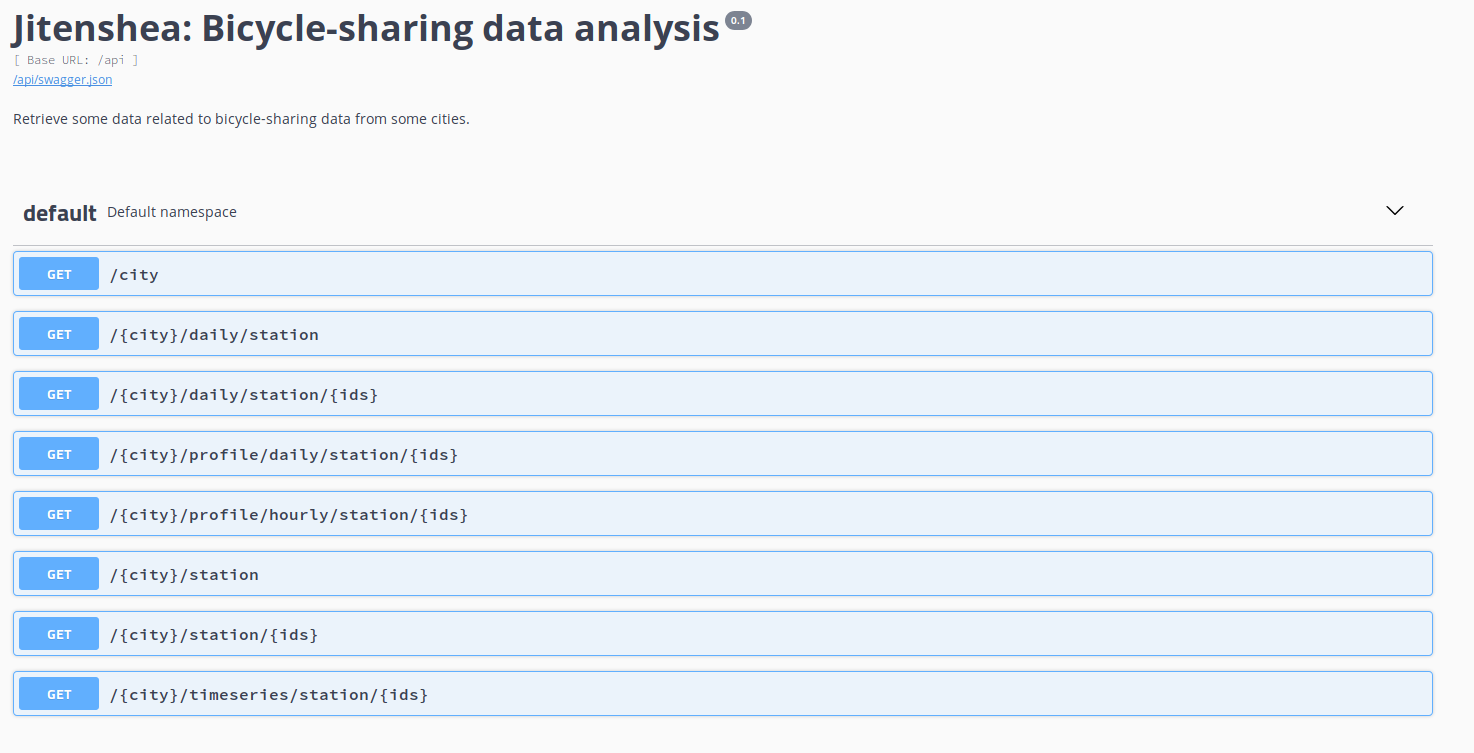 Jitenshea: Bicycle-sharing data analysis 0.1
[ Base URL: /api ]
/api/swagger.json
Retrieve some data related to bicycle-sharing data from some cities.
default Default namespace
GET /city
GET /{city}/daily/station
GET /{city}/daily/station/{ids}
GET /{city}/profile/daily/station/{ids}
GET /{city}/profile/hourly/station/{ids}
GET /{city}/station
GET /{city}/station/{ids}
GET /{city}/timeseries/station/{ids}